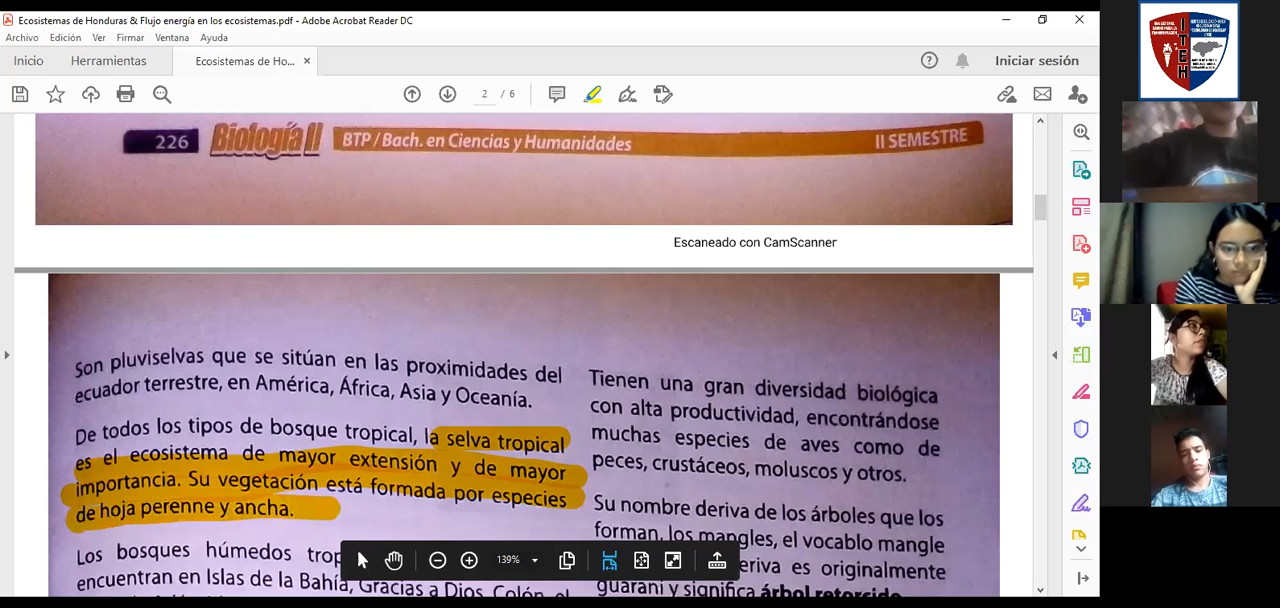 Ecosistemas de Honduras & Flujo energía en los ecosistemas.pdf - Adobe Acrobat Reader DC
Archivo Edición Ver Firmar Ventana Ayuda
Inicio Herramientas Ecosistemas de Ho... × Iniciar sesión
2 / 6
226 Biología II BTP / Bach. en Ciencias y Humanidades II SEMESTRE
Escaneado con CamScanner
Son pluviselvas que se sitúan en las proximidades del
ecuador terrestre, en América, África, Asia y Oceanía.
De todos los tipos de bosque tropical, la selva tropical
es el ecosistema de mayor extensión y de mayor
importancia. Su vegetación está formada por especies
de hoja perenne y ancha.
Los bosques húmedos
encuentran en Islas de la Bahía, Gracias a Dios, Colón, el
Tienen una gran diversidad biológica
con alta productividad, encontrándose
muchas especies de aves como de
peces, crustáceos, moluscos y otros.
Su nombre deriva de los árboles que los
forman, los mangles, el vocablo mangle
es originalmente
guaraní y significa árbol retorcido
139%
ITEH